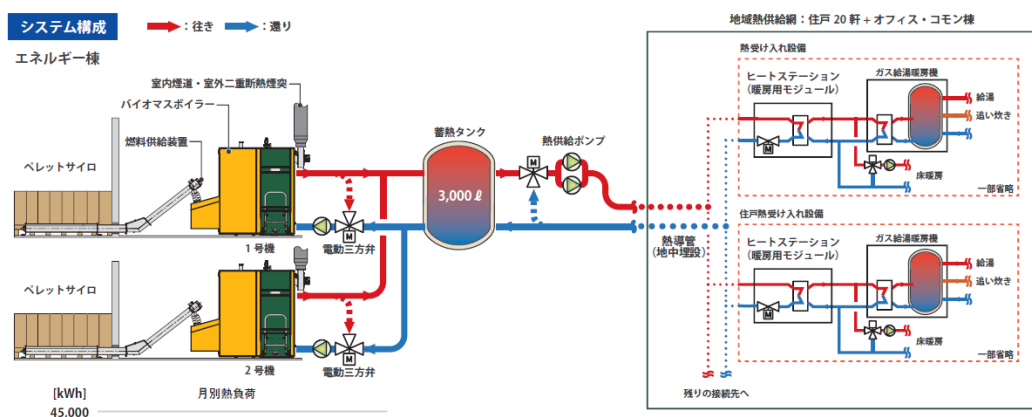 システム構成
:往き
:還り
エネルギー棟
室内煙道・室外二重断熱煙突
バイオマスボイラー
燃料供給装置
ペレットサイロ
1号機
電動三方弁
M
ペレットサイロ
2号機
電動三方弁
M
蓄熱タンク
3,000ℓ
M
熱供給ポンプ
熱導管
(地中埋設)
地域熱供給網:住戸20軒+オフィス・コモン棟
熱受け入れ設備
ヒートステーション
(暖房用モジュール)
M
ガス給湯暖房機
給湯
追い炊き
床暖房
M
一部省略
住戸熱受け入れ設備
ヒートステーション
(暖房用モジュール)
M
ガス給湯暖房機
給湯
追い炊き
床暖房
M
一部省略
残りの接続先へ
[kWh]
月別熱負荷
45.000